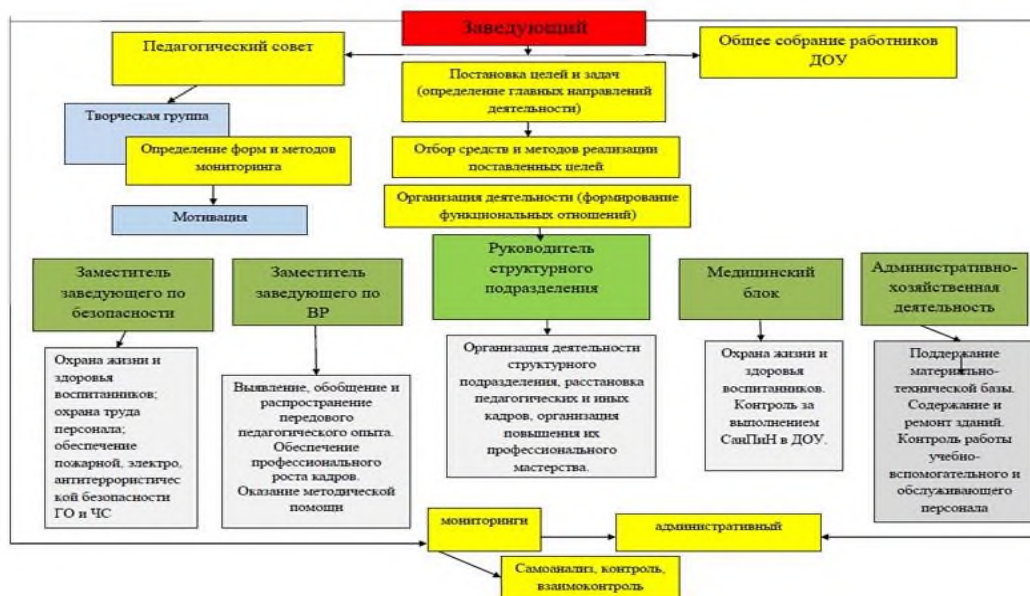 Заведующий
Педагогический совет
Общее собрание работников
ДОУ
Постановка целей и задач
(определение главных направлений
деятельности)
Творческая группа
Определение форм и методов
мониторинга
Отбор средств и методов реализации
поставленных целей
Мотивация
Организация деятельности (формирование
функциональных отношений)
Заместитель
заведующего по
безопасности
Заместитель
заведующего по
ВР
Руководитель
структурного
подразделения
Медицинский
блок
Административно-
хозяйственная
деятельность
Охрана жизни и
здоровья
воспитанников;
охрана труда
персонала;
обеспечение
пожарной, электро,
антитеррористичес
кой безопасности
ГО и ЧС
Выявление, обобщение и
распространение
передового
педагогического опыта.
Обеспечение
профессионального
роста кадров.
Оказание методической
помощи
Организация деятельности
структурного
подразделения, расстановка
педагогических и иных
кадров, организация
повышения их
профессионального
мастерства.
Охрана жизни и
здоровья
воспитанников.
Контроль за
выполнением
СанПиН в ДОУ.
Поддержание
материально-
технической базы.
Содержание и
ремонт зданий.
Контроль работы
учебно-
вспомогательного и
обслуживающего
персонала
мониторинги
административный
Самоанализ, контроль,
взаимоконтроль